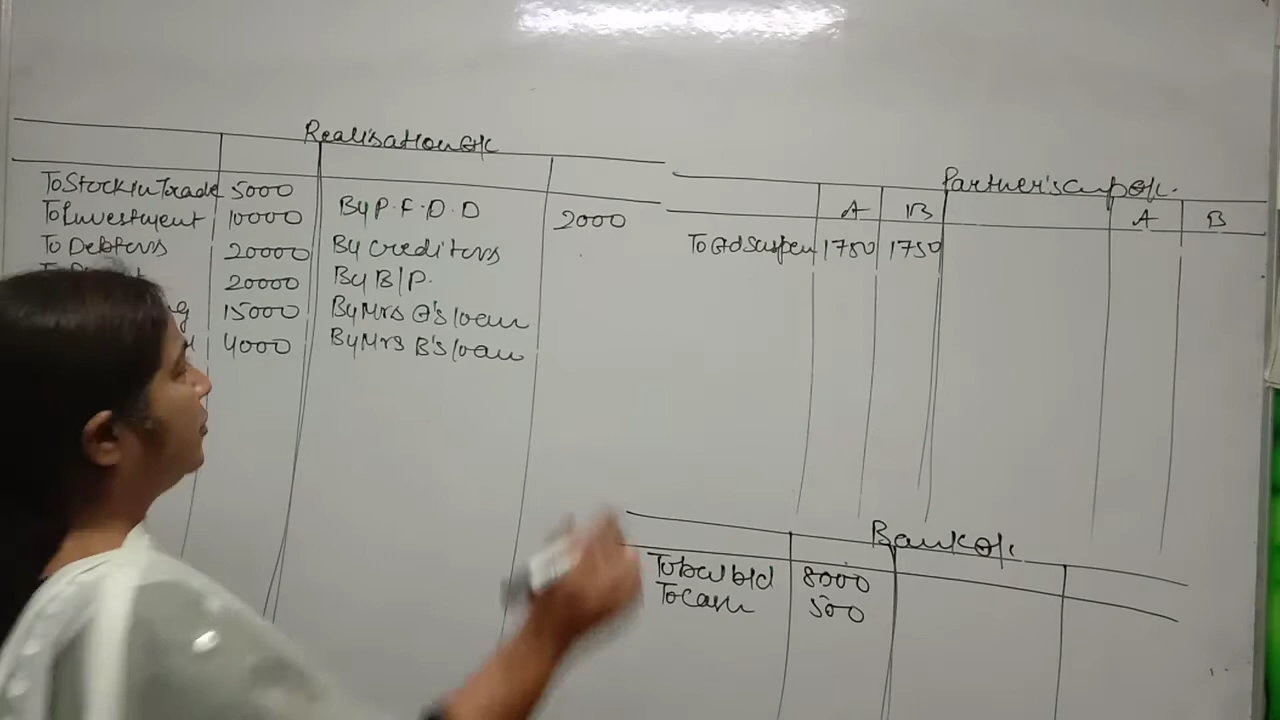 Realisation a/c
To Stock in Trade 5000
To Investment 10000 By P.F.D.D 2000
To Debtors 20000 By Creditors
To 20000 By B/P.
15000 By Mrs A's loan
4000 By Mrs B's loan
Partner's cap a/c.
A B A B
To Ad Suspen 1750 1750
Bank a/c
To bal b/d 8000
To cash 500